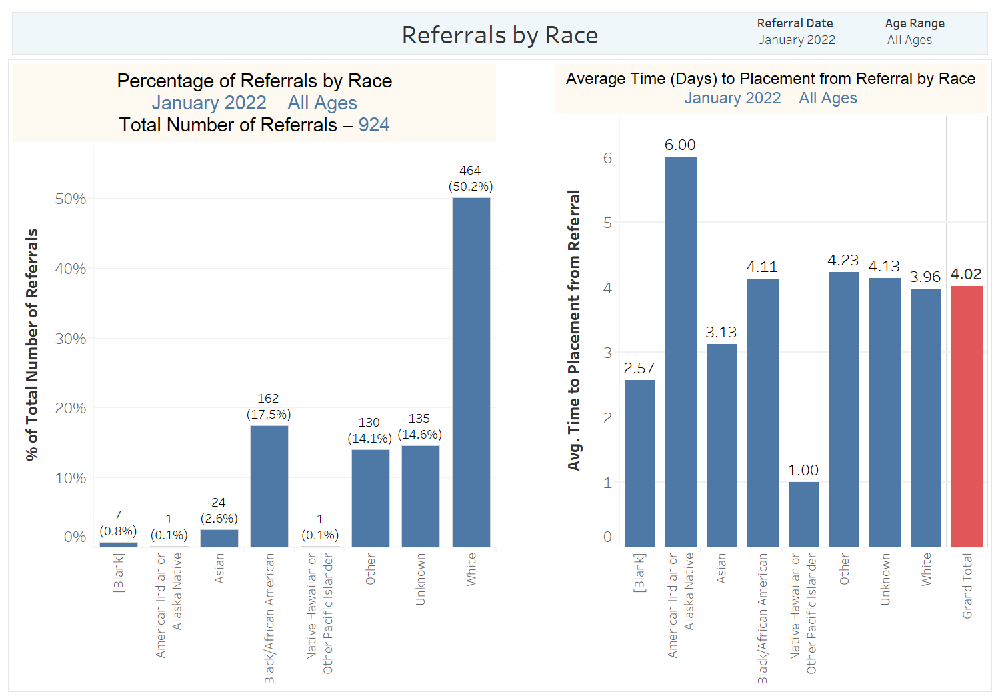 Referrals by Race
Referral Date
January 2022
Age Range
All Ages
Percentage of Referrals by Race
January 2022 All Ages
Total Number of Referrals – 924
% of Total Number of Referrals
50%
40%
30%
20%
10%
0%
7
(0.8%)
1
(0.1%)
24
(2.6%)
162
(17.5%)
1
(0.1%)
130
(14.1%)
135
(14.6%)
464
(50.2%)
[Blank]
American Indian or
Alaska Native
Asian
Black/African American
Native Hawaiian or
Other Pacific Islander
Other
Unknown
White
Average Time (Days) to Placement from Referral by Race
January 2022 All Ages
Avg. Time to Placement from Referral
6
5
4
3
2
1
0
2.57
6.00
3.13
4.11
1.00
4.23
4.13
3.96
4.02
[Blank]
American Indian or
Alaska Native
Asian
Black/African American
Native Hawaiian or
Other Pacific Islander
Other
Unknown
White
Grand Total